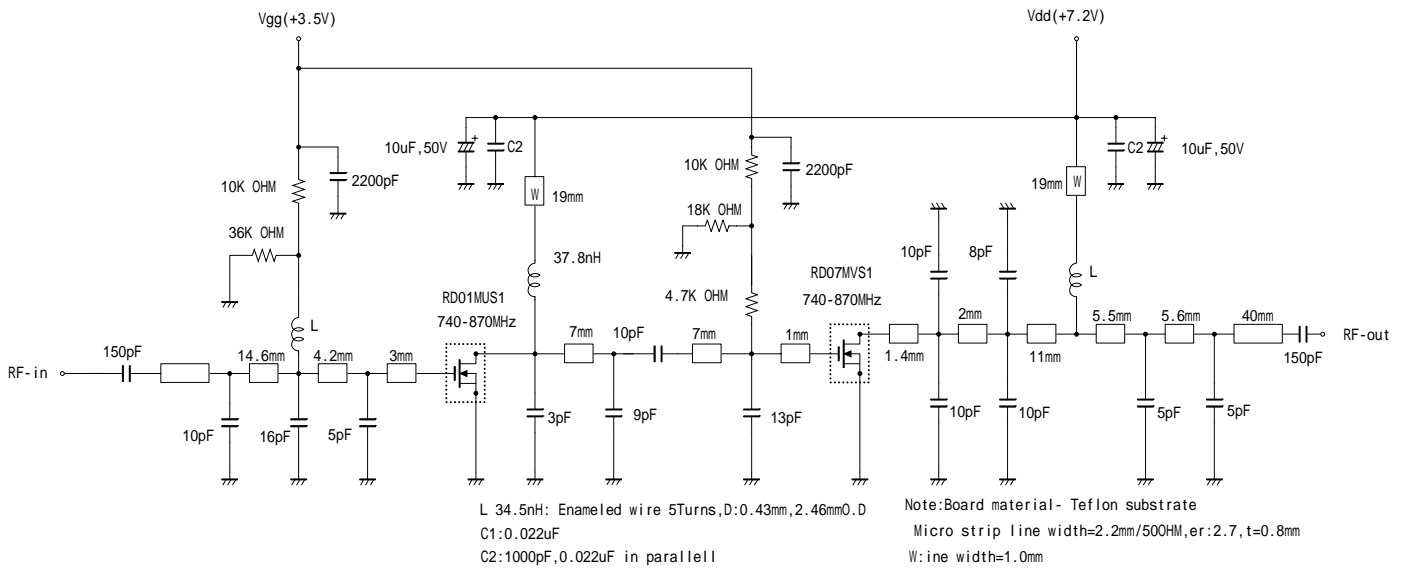 Vgg(+3.5V)
Vdd(+7.2V)
10uF,50V
C2
C2
10uF,50V
10K OHM
2200pF
W
19mm
10K OHM
2200pF
19mm
W
36K OHM
18K OHM
37.8nH
10pF
8pF
L
RD01MUS1
740-870MHz
4.7K OHM
RD07MVS1
740-870MHz
L
RF-in
150pF
14.6mm
4.2mm
3mm
7mm
10pF
7mm
1mm
1.4mm
2mm
11mm
5.5mm
5.6mm
40mm
150pF
RF-out
10pF
16pF
5pF
3pF
9pF
13pF
10pF
10pF
5pF
5pF
L 34.5nH: Enameled wire 5Turns,D:0.43mm,2.46mmO.D
C1:0.022uF
C2:1000pF,0.022uF in parallell
Note:Board material- Teflon substrate
Micro strip line width=2.2mm/50OHM,er:2.7,t=0.8mm
W:ine width=1.0mm